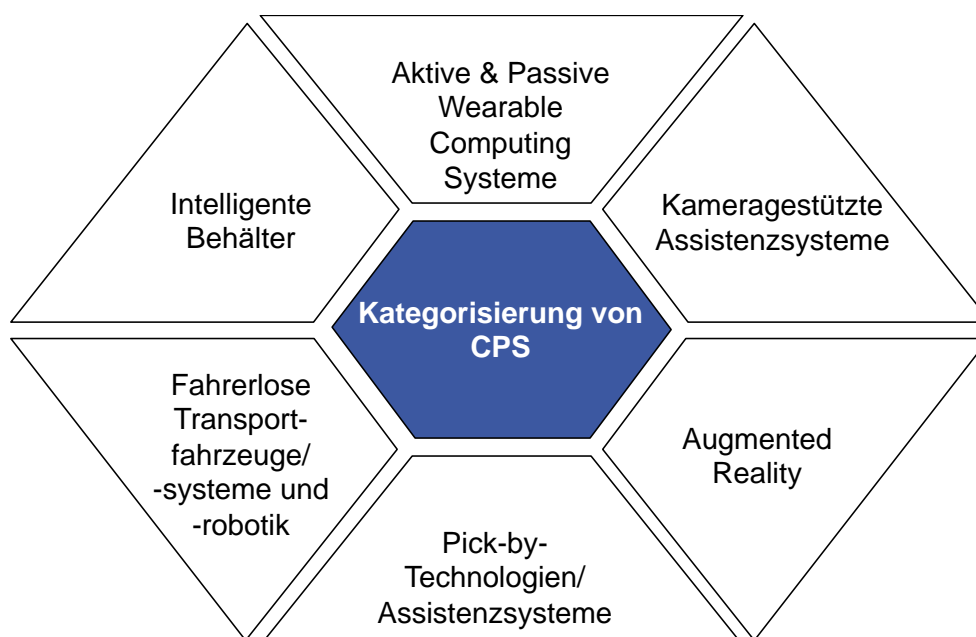 Aktive & Passive
Wearable
Computing
Systeme
Intelligente
Behälter
Kameragestützte
Assistenzsysteme
Kategorisierung von
CPS
Fahrerlose
Transport-
fahrzeuge/
-systeme und
-robotik
Augmented
Reality
Pick-by-
Technologien/
Assistenzsysteme